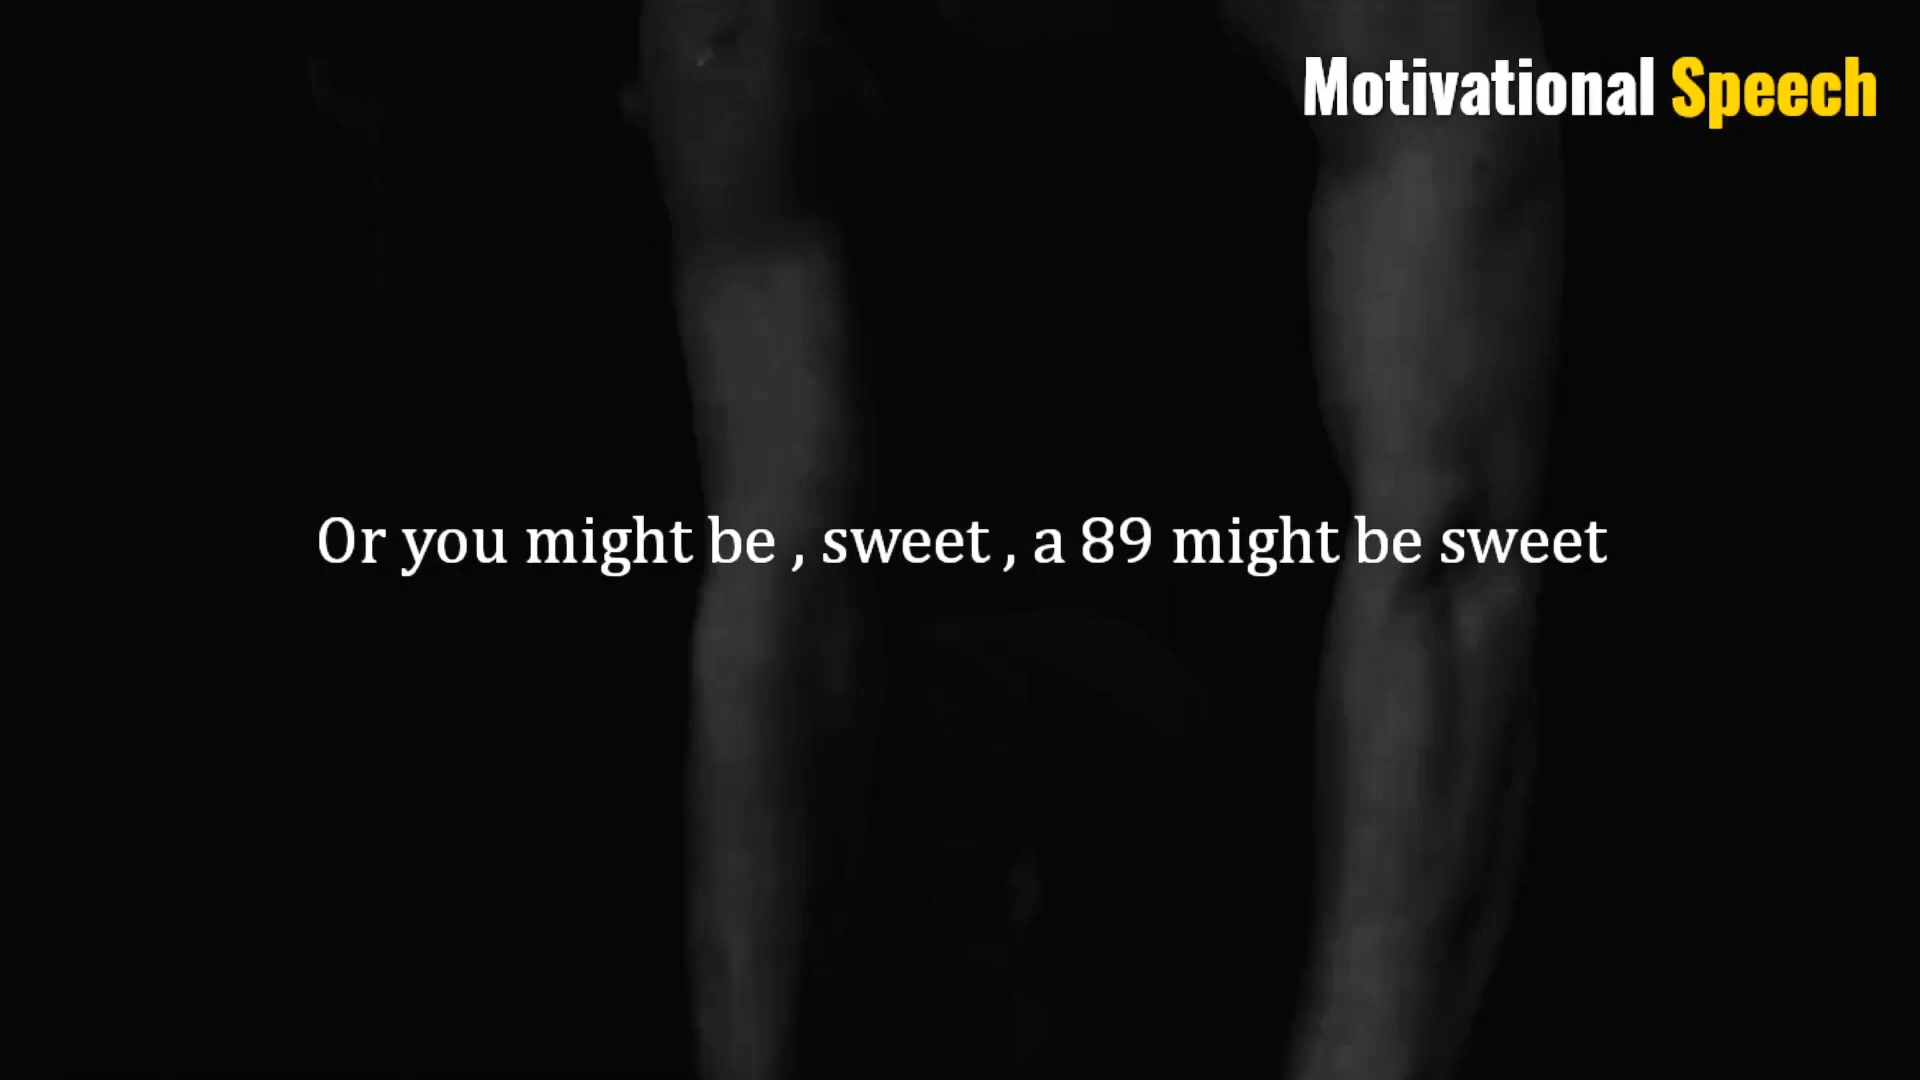 Motivational Speech
Or you might be , sweet , a 89 might be sweet